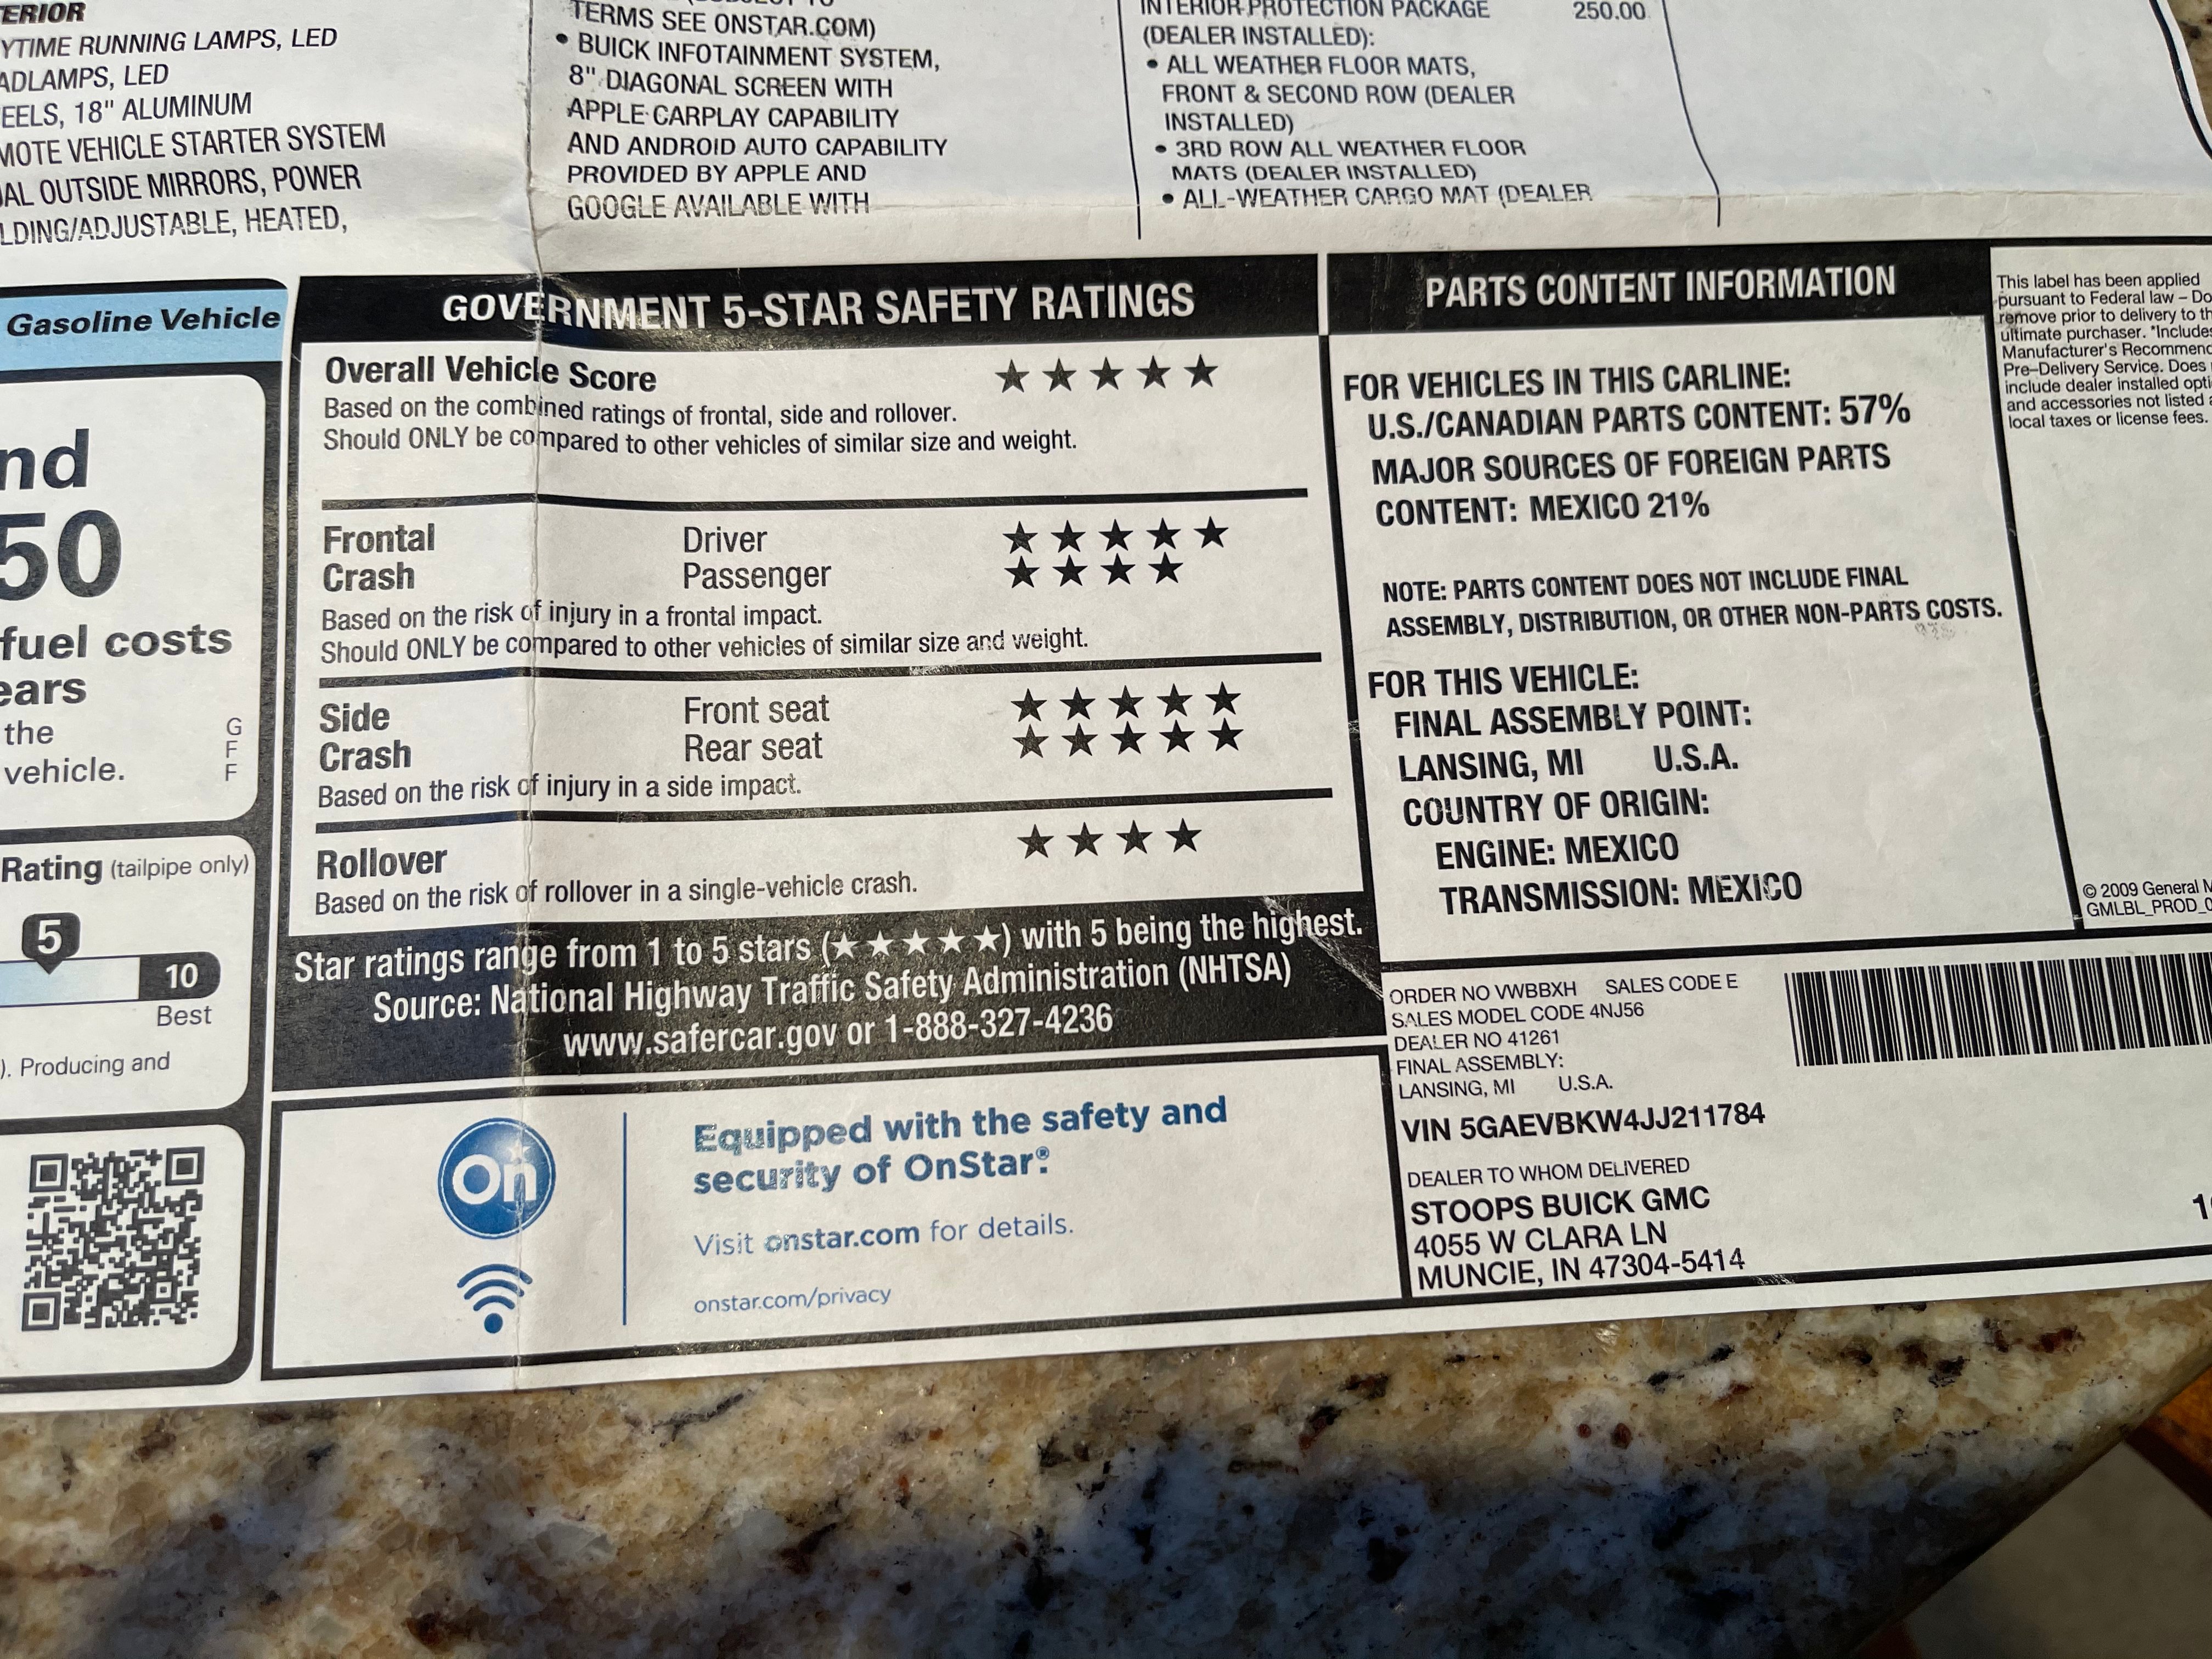 ERIOR
YTIME RUNNING LAMPS, LED
ADLAMPS, LED
EELS, 18" ALUMINUM
MOTE VEHICLE STARTER SYSTEM
AL OUTSIDE MIRRORS, POWER
LDING/ADJUSTABLE, HEATED,
TERMS SEE ONSTAR.COM)
• BUICK INFOTAINMENT SYSTEM,
8" DIAGONAL SCREEN WITH
APPLE CARPLAY CAPABILITY
AND ANDROID AUTO CAPABILITY
PROVIDED BY APPLE AND
GOOGLE AVAILABLE WITH
INTERIOR PROTECTION PACKAGE 250.00
(DEALER INSTALLED):
• ALL WEATHER FLOOR MATS,
FRONT & SECOND ROW (DEALER
INSTALLED)
• 3RD ROW ALL WEATHER FLOOR
MATS (DEALER INSTALLED)
• ALL-WEATHER CARGO MAT (DEALER
Gasoline Vehicle
nd
50
fuel costs
ears
the
vehicle.
G
F
F
Rating (tailpipe only)
5
10
Best
). Producing and
GOVERNMENT 5-STAR SAFETY RATINGS
Overall Vehicle Score ★★★★★
Based on the combined ratings of frontal, side and rollover.
Should ONLY be compared to other vehicles of similar size and weight.
Frontal Driver ★★★★★
Crash Passenger ★★★★
Based on the risk of injury in a frontal impact.
Should ONLY be compared to other vehicles of similar size and weight.
Side Front seat ★★★★★
Crash Rear seat ★★★★★
Based on the risk of injury in a side impact.
Rollover ★★★★
Based on the risk of rollover in a single-vehicle crash.
Star ratings range from 1 to 5 stars (★★★★★) with 5 being the highest.
Source: National Highway Traffic Safety Administration (NHTSA)
www.safercar.gov or 1-888-327-4236
On
Equipped with the safety and
security of OnStar®.
Visit onstar.com for details.
onstar.com/privacy
PARTS CONTENT INFORMATION
FOR VEHICLES IN THIS CARLINE:
U.S./CANADIAN PARTS CONTENT: 57%
MAJOR SOURCES OF FOREIGN PARTS
CONTENT: MEXICO 21%
NOTE: PARTS CONTENT DOES NOT INCLUDE FINAL
ASSEMBLY, DISTRIBUTION, OR OTHER NON-PARTS COSTS.
FOR THIS VEHICLE:
FINAL ASSEMBLY POINT:
LANSING, MI U.S.A.
COUNTRY OF ORIGIN:
ENGINE: MEXICO
TRANSMISSION: MEXICO
This label has been applied
pursuant to Federal law – Do
remove prior to delivery to th
ultimate purchaser. *Includes
Manufacturer's Recommenc
Pre–Delivery Service. Does
include dealer installed opti
and accessories not listed a
local taxes or license fees.
© 2009 General M
GMLBL_PROD_0
ORDER NO VWBBXH SALES CODE E
SALES MODEL CODE 4NJ56
DEALER NO 41261
FINAL ASSEMBLY:
LANSING, MI U.S.A.
VIN 5GAEVBKW4JJ211784
DEALER TO WHOM DELIVERED
STOOPS BUICK GMC
4055 W CLARA LN
MUNCIE, IN 47304-5414